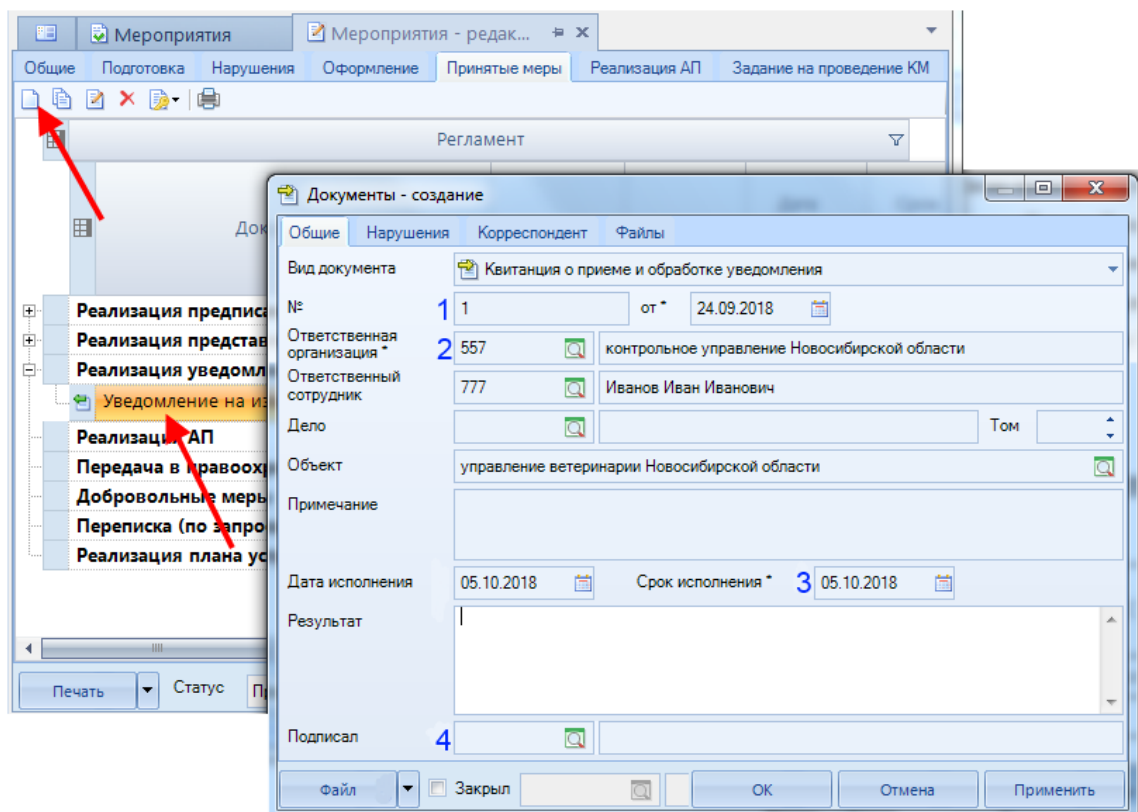 Мероприятия
Мероприятия - редак...
Общие Подготовка Нарушения Оформление Принятые меры Реализация АП Задание на проведение КМ
Регламент
Документы - создание
Общие Нарушения Корреспондент Файлы
Вид документа Квитанция о приеме и обработке уведомления
№ 1 1 от * 24.09.2018
Ответственная
организация * 2 557 контрольное управление Новосибирской области
Ответственный
сотрудник 777 Иванов Иван Иванович
Дело Том
Объект управление ветеринарии Новосибирской области
Примечание
Дата исполнения 05.10.2018 Срок исполнения * 3 05.10.2018
Результат
Подписал 4
Файл Закрыл ОК Отмена Применить
Док
Реализация предписа
Реализация представ
Реализация уведомл
Уведомление на из
Реализация АП
Передача в правоохр
Добровольные меры
Переписка (по запро
Реализация плана ус
Печать Статус